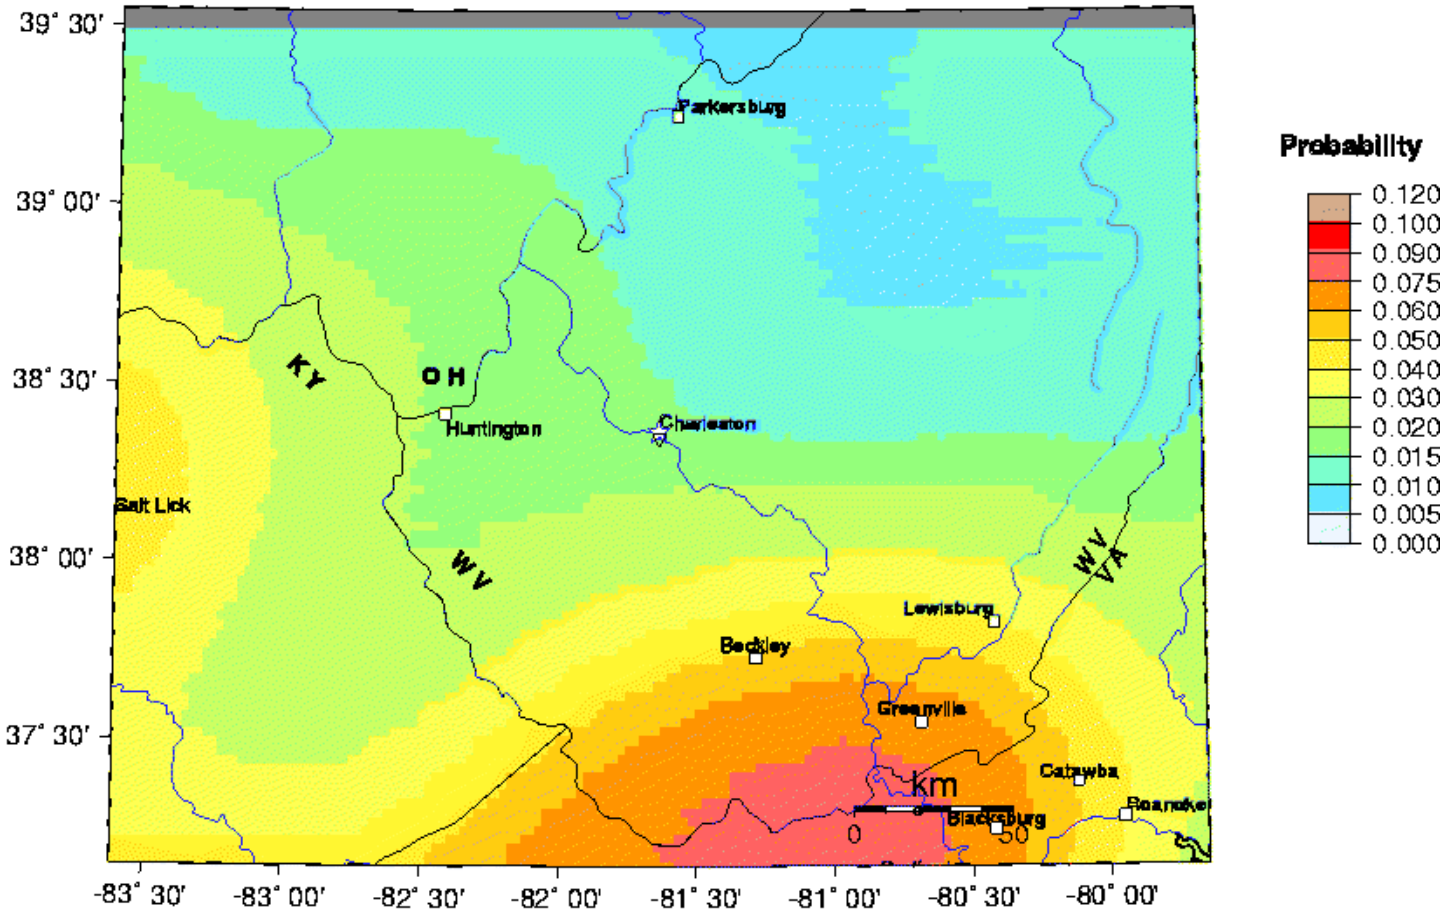 39° 30'
Parkersburg
Probability
0.120
39° 00'
0.100
0.090
0.075
0.060
0.050
38° 30'
KY
OH
0.040
0.030
Huntington
Charleston
0.020
0.015
Salt Lick
0.010
0.005
38° 00'
WV
WV
VA
0.000
Lewisburg
Beckley
Greenville
37° 30'
Catawba
km
Roanoke
Blacksburg
0
50
-83° 30'
-83° 00'
-82° 30'
-82° 00'
-81° 30'
-81° 00'
-80° 30'
-80° 00'